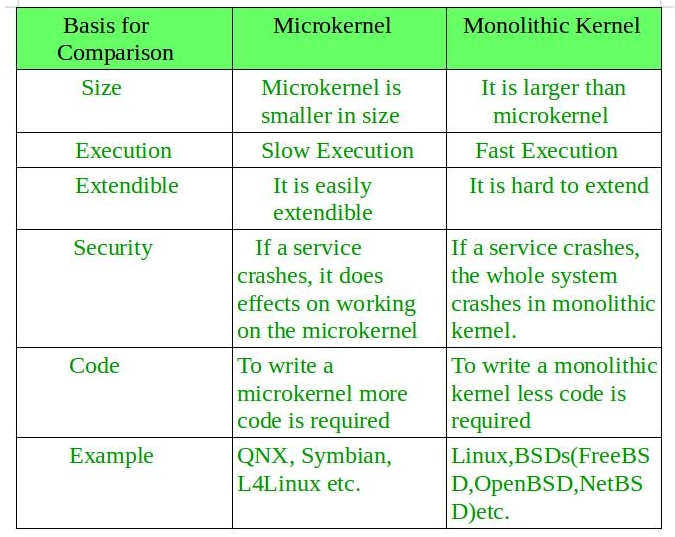 Basis for
Comparison
Microkernel
Monolithic Kernel
Size
Microkernel is
smaller in size
It is larger than
microkernel
Execution
Slow Execution
Fast Execution
Extendible
It is easily
extendible
It is hard to extend
Security
If a service
crashes, it does
effects on working
on the microkernel
If a service crashes,
the whole system
crashes in monolithic
kernel.
Code
To write a
microkernel more
code is required
To write a monolithic
kernel less code is
required
Example
QNX, Symbian,
L4Linux etc.
Linux,BSDs(FreeBS
D,OpenBSD,NetBS
D)etc.